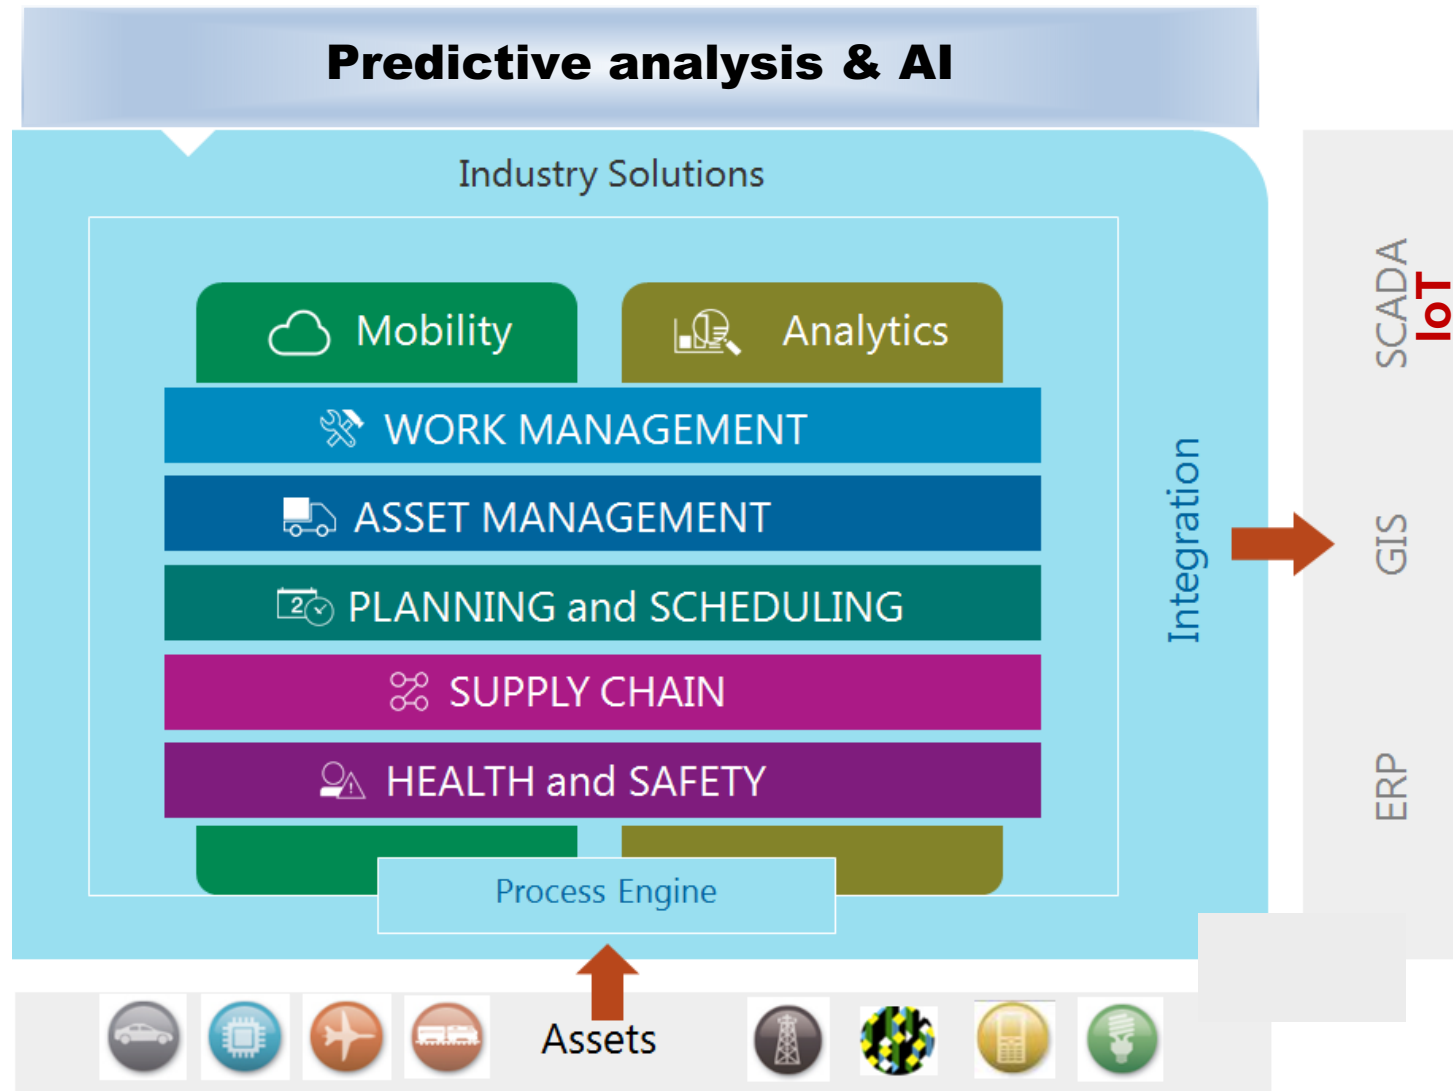 Predictive analysis & AI
Industry Solutions
Mobility
Analytics
WORK MANAGEMENT
ASSET MANAGEMENT
2
PLANNING and SCHEDULING
SUPPLY CHAIN
HEALTH and SAFETY
Process Engine
Integration
SCADA
IoT
GIS
ERP
Assets